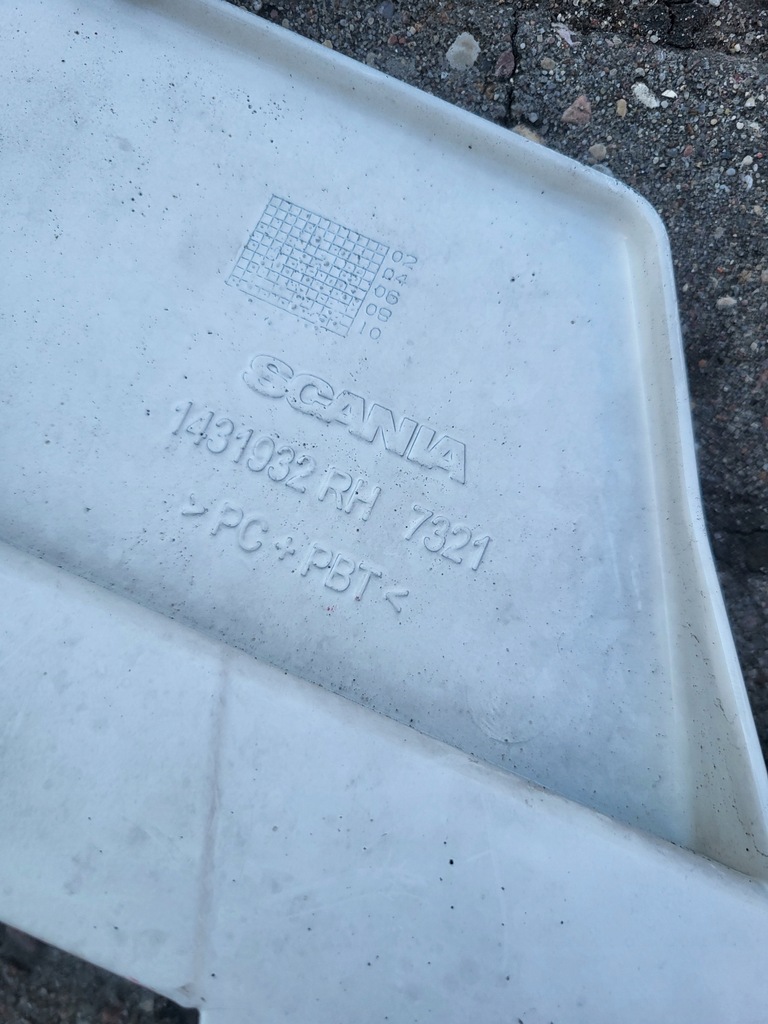 02
04
06
08
10
SCANIA
1431932 RH 7321
>PC+PBT<